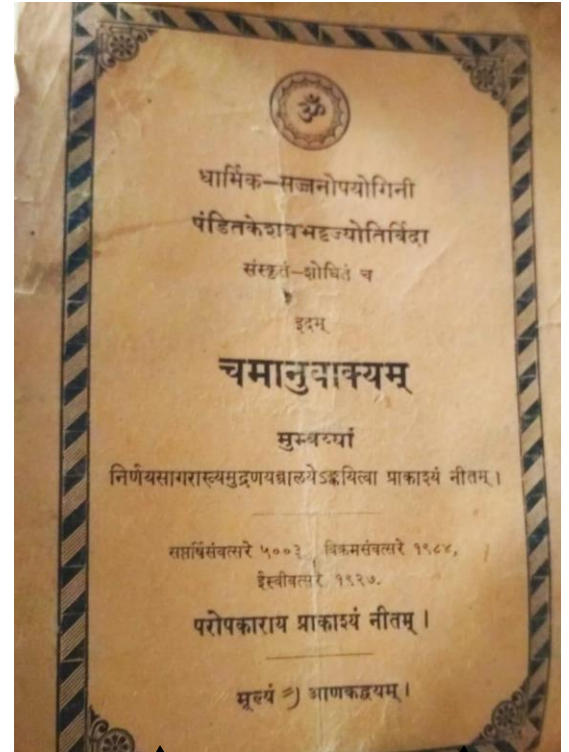 ॐ
धार्मिक-सज्जनोपयोगिनी
पंडितकेशवभट्टज्योतिर्विदा
संस्कृतं-शोधितं च
इदम्
चमानुवाक्यम्
मुम्बय्यां
निर्णयसागराख्यमुद्रणयन्त्रालयेऽङ्कयित्वा प्राकाश्यं नीतम् ।
सप्तर्षिसंवत्सरे ५००३ विक्रमसंवत्सरे १९८४,
ईस्वीवत्सरे १९२७.
परोपकाराय प्राकाश्यं नीतम् ।
मूल्यं आणकद्वयम् ।